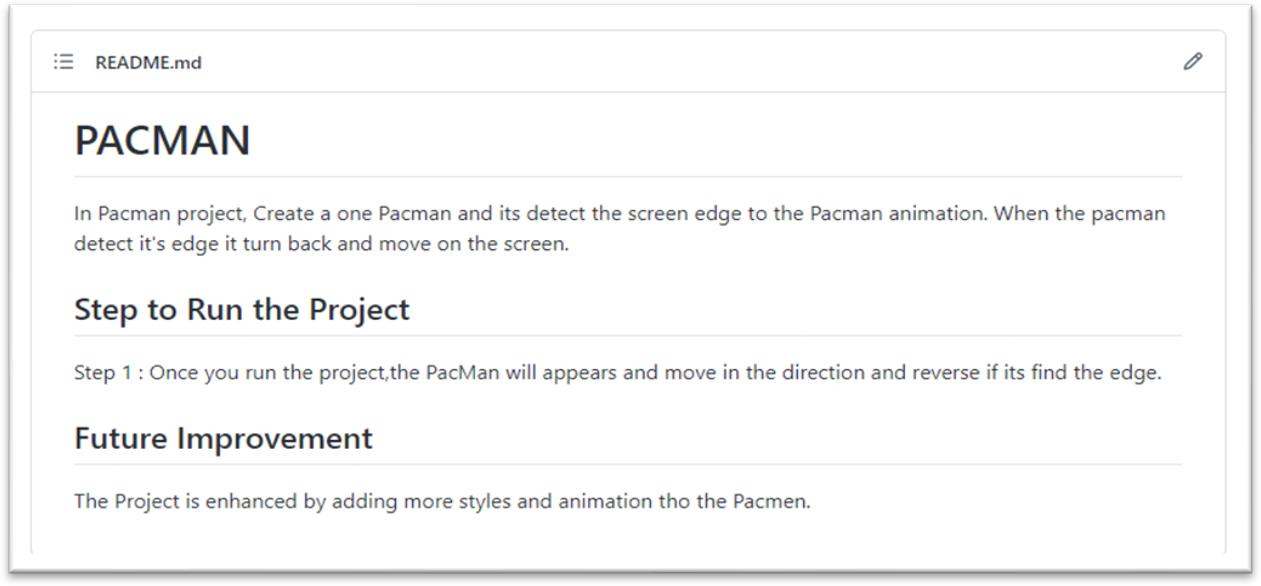 README.md
PACMAN
In Pacman project, Create a one Pacman and its detect the screen edge to the Pacman animation. When the pacman
detect it's edge it turn back and move on the screen.
Step to Run the Project
Step 1 : Once you run the project,the PacMan will appears and move in the direction and reverse if its find the edge.
Future Improvement
The Project is enhanced by adding more styles and animation tho the Pacmen.